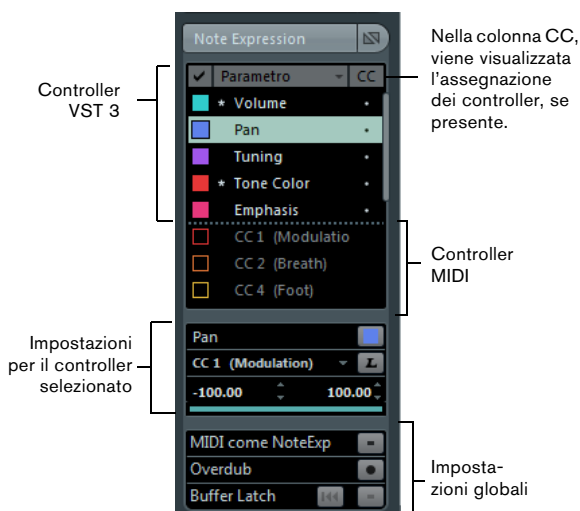 Note Expression
Controller
VST 3
Parametro CC
* Volume
Pan
Tuning
* Tone Color
Emphasis
CC 1 (Modulatio
CC 2 (Breath)
CC 4 (Foot)
Nella colonna CC,
viene visualizzata
l'assegnazione
dei controller, se
presente.
Controller
MIDI
Impostazioni
per il controller
selezionato
Pan
CC 1 (Modulation) L
-100.00 100.00
MIDI come NoteExp
Overdub
Buffer Latch
Imposta-
zioni globali